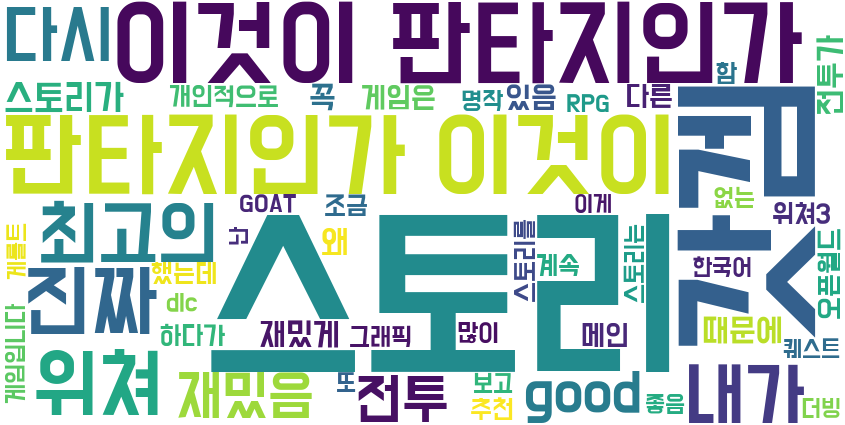 다시
이것이 판타지인가
스토리가
개인적으로
꼭
게임은
명작
있음
RPG
다른
함
전투가
판타지인가 이것이
갓겜
최고의
GOAT
조금
이게
없는
위쳐3
게롤트
난
왜
스토리
스토리를
계속
스토리는
한국어
오픈월드
진짜
했는데
dlc
하다가
재밌게
그래픽
많이
메인
때문에
퀘스트
게임입니다
위쳐
재밌음
또
전투
보고
추천
good
좋음
내가
더빙